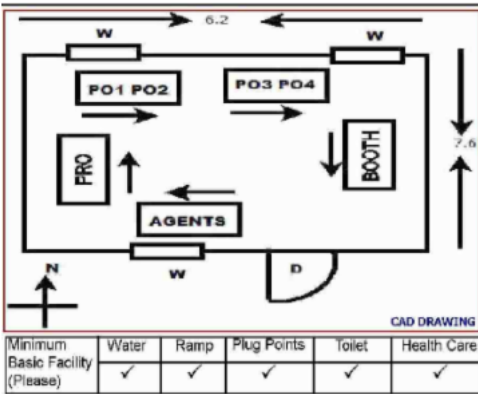 6.2
W
W
PO1 PO2
PO3 PO4
7.6
PRO
BOOTH
AGENTS
W
D
N
CAD DRAWING
Minimum Basic Facility (Please)
Water
Ramp
Plug Points
Toilet
Health Care
✓ ✓ ✓ ✓ ✓